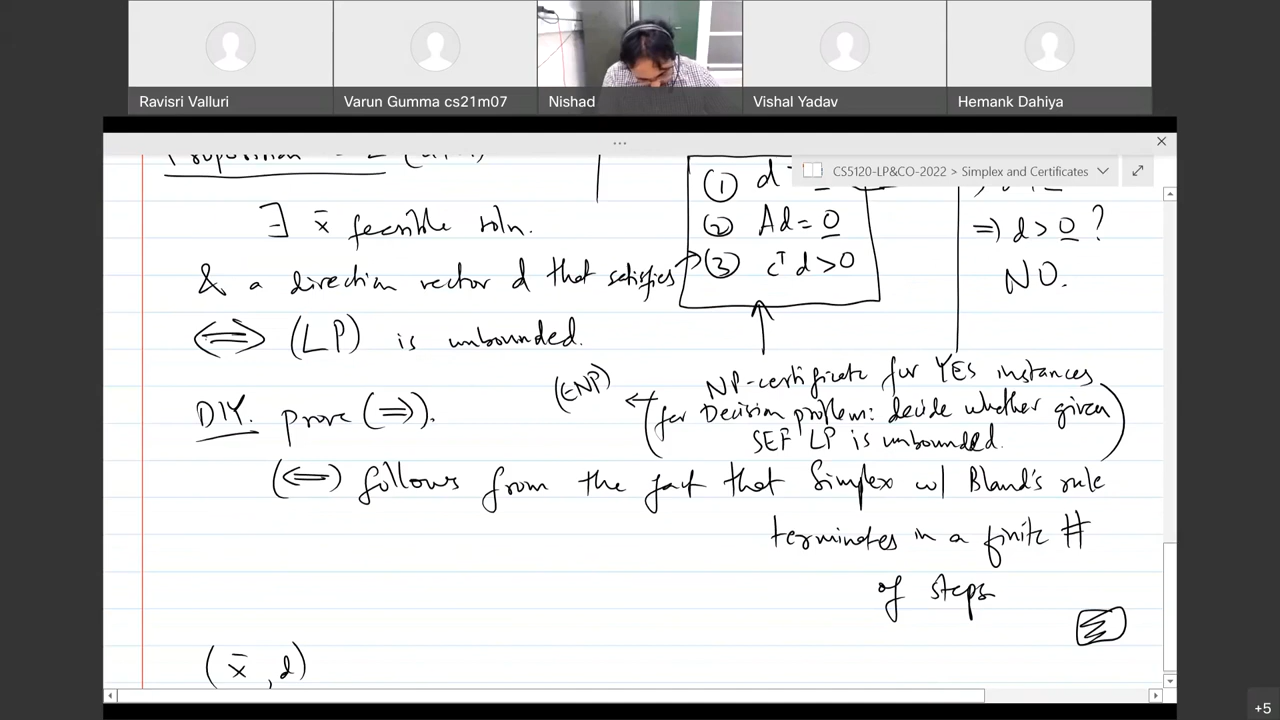 Ravisri Valluri
Varun Gumma cs21m07
Nishad
Vishal Yadav
Hemank Dahiya
CS5120-LP&CO-2022 > Simplex and Certificates
Proposition
∃ x̄ feasible soln.
& a direction vector d that satisfies
⟺ (LP) is unbounded.
① d
② Ad = 0
③ cᵀd > 0
⇒ d > 0 ?
NO.
NP-certificate for YES instances
(for Decision problem: decide whether given
SEF LP is unbounded.)
(∈NP)
DIY. prove (⇒).
(⇐) follows from the fact that Simplex w/ Bland's rule
terminates in a finite #
of steps
(x̄, d)
+5